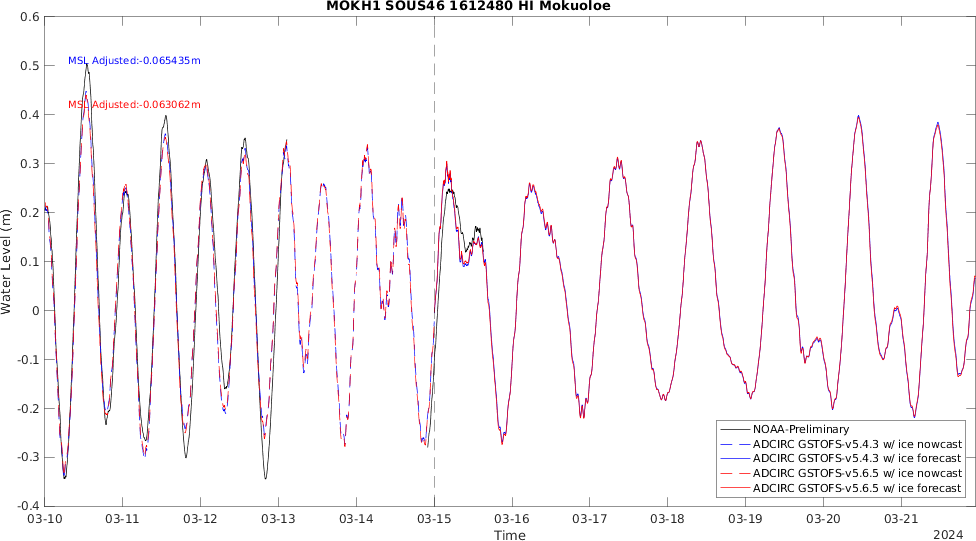 MOKH1 SOUS46 1612480 HI Mokuoloe
0.6
0.5
0.4
0.3
0.2
0.1
0
-0.1
-0.2
-0.3
-0.4
Water Level (m)
MSL Adjusted:-0.065435m
MSL Adjusted:-0.063062m
NOAA-Preliminary
ADCIRC GSTOFS-v5.4.3 w/ ice nowcast
ADCIRC GSTOFS-v5.4.3 w/ ice forecast
ADCIRC GSTOFS-v5.6.5 w/ ice nowcast
ADCIRC GSTOFS-v5.6.5 w/ ice forecast
03-10 03-11 03-12 03-13 03-14 03-15 03-16 03-17 03-18 03-19 03-20 03-21
Time
2024